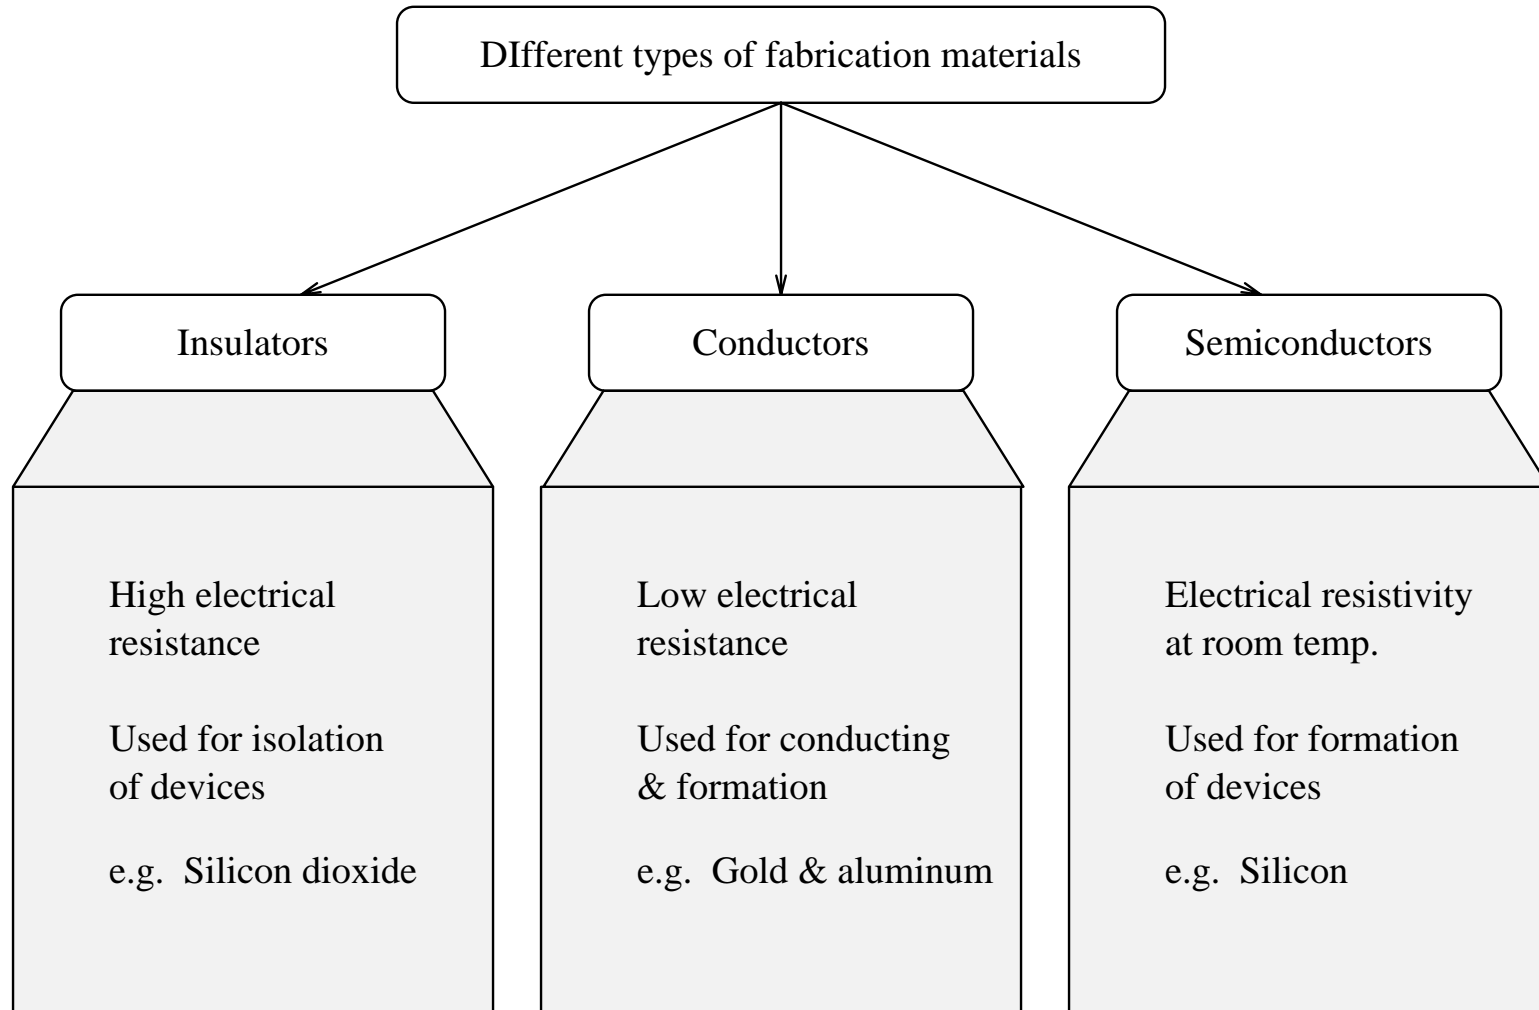 DIfferent types of fabrication materials
Insulators
Conductors
Semiconductors
High electrical
resistance
Used for isolation
of devices
e.g.  Silicon dioxide
Low electrical
resistance
Used for conducting
& formation
e.g.  Gold & aluminum
Electrical resistivity
at room temp.
Used for formation
of devices
e.g.  Silicon